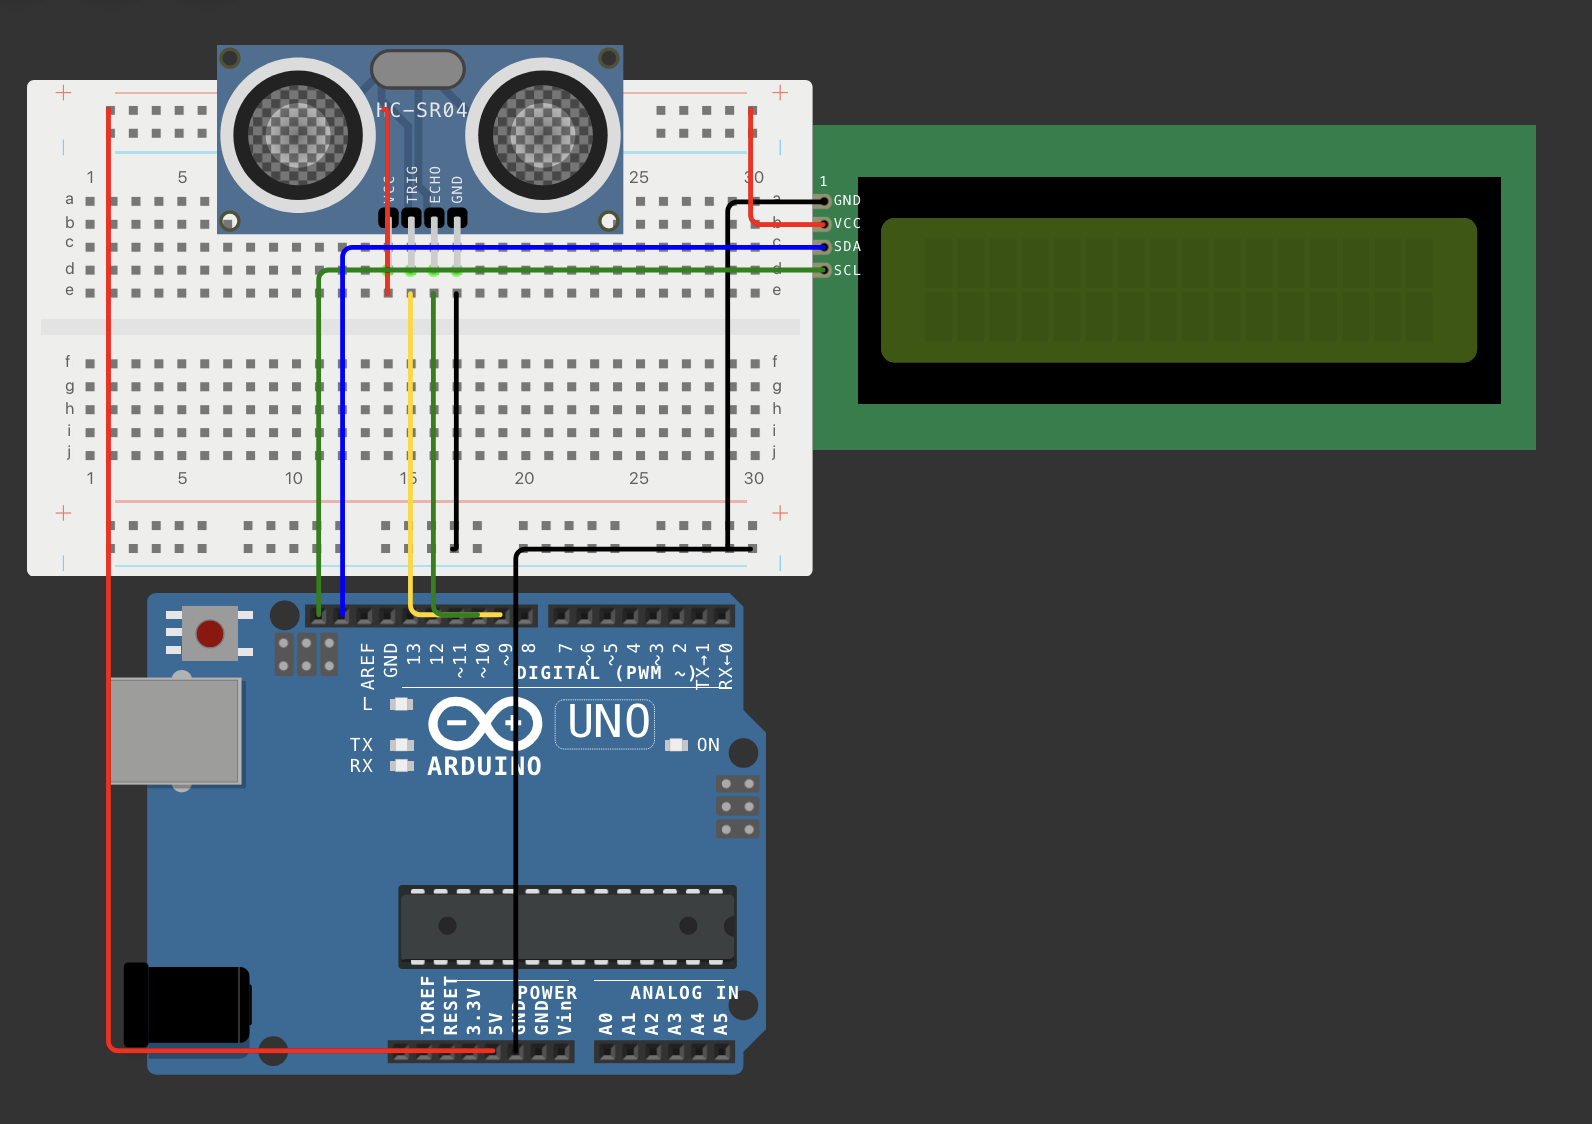 HC-SR04
VCC
TRIG
ECHO
GND
1 5 25 30
a a
b b
c c
d d
e e
1
GND
VCC
SDA
SCL
f f
g g
h h
i i
j j
1 5 10 15 20 25 30
AREF
GND
13
12
~11
~10
~9
8
7
~6
~5
4
~3
2
TX→1
RX←0
DIGITAL (PWM ~)
L
TX
RX
UNO
ARDUINO
ON
IOREF
RESET
3.3V
5V
GND
GND
Vin
POWER
ANALOG IN
A0
A1
A2
A3
A4
A5